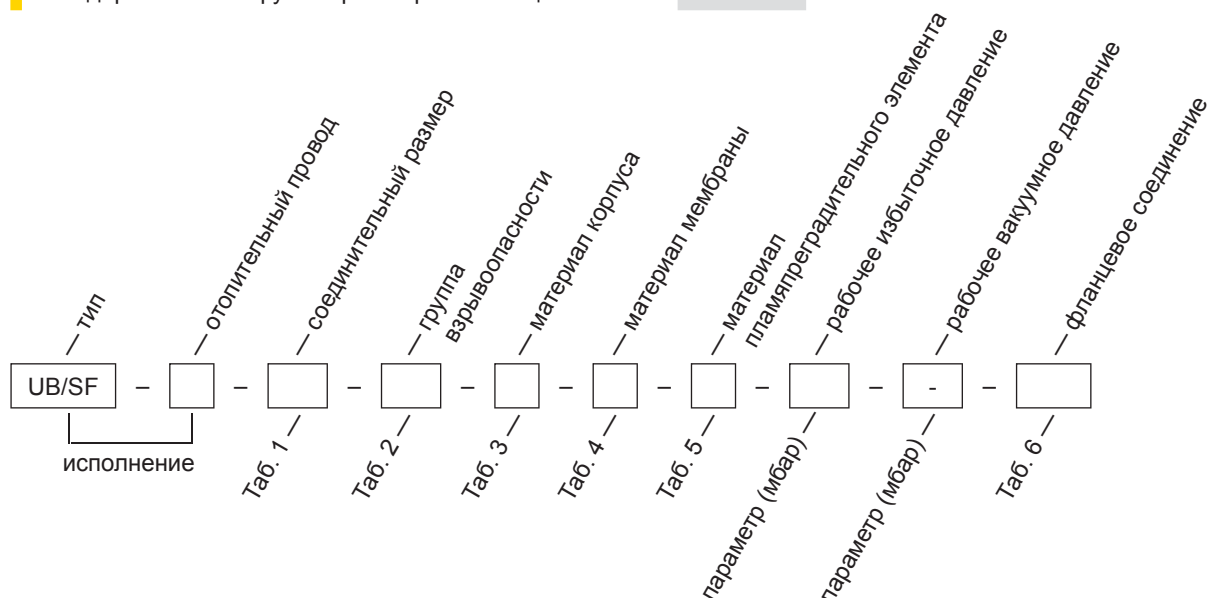 тип
отопительный провод
соединительный размер
группа
взрывоопасности
материал корпуса
материал мембраны
материал
пламяпреградительного элемента
рабочее избыточное давление
рабочее вакуумное давление
фланцевое соединение
UB/SF – – – – – – – – - –
исполнение
Таб. 1
Таб. 2
Таб. 3
Таб. 4
Таб. 5
параметр (мбар)
параметр (мбар)
Таб. 6